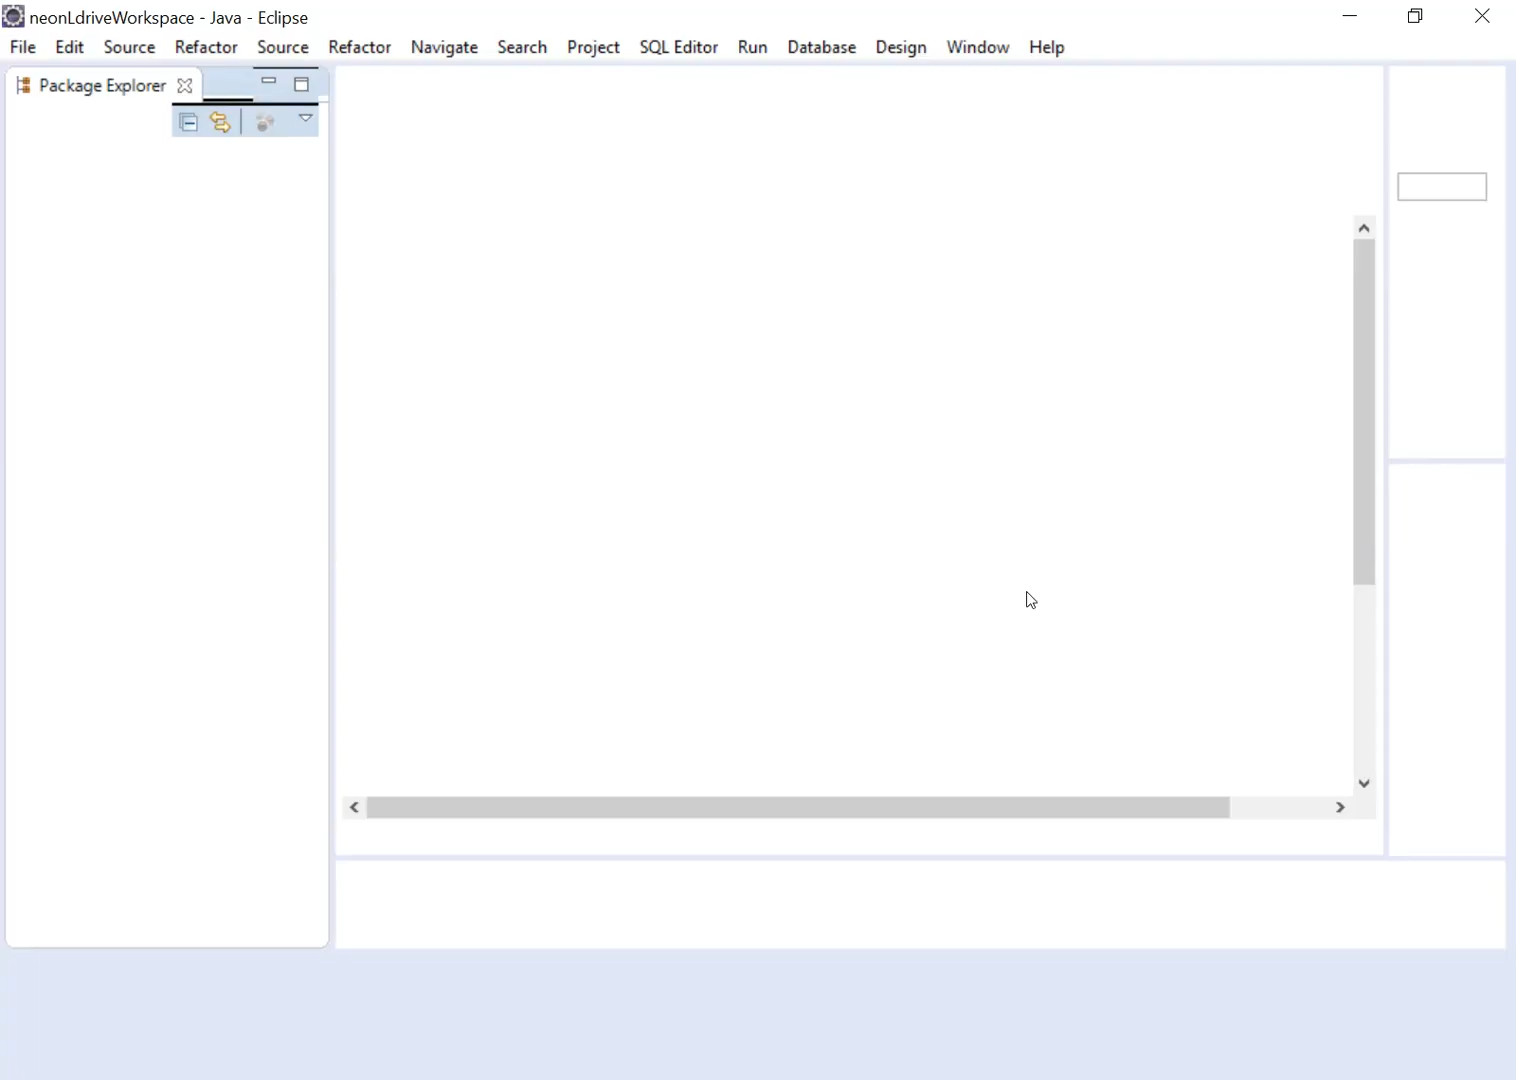 neonLdriveWorkspace - Java - Eclipse
File Edit Source Refactor Source Refactor Navigate Search Project SQL Editor Run Database Design Window Help
Package Explorer